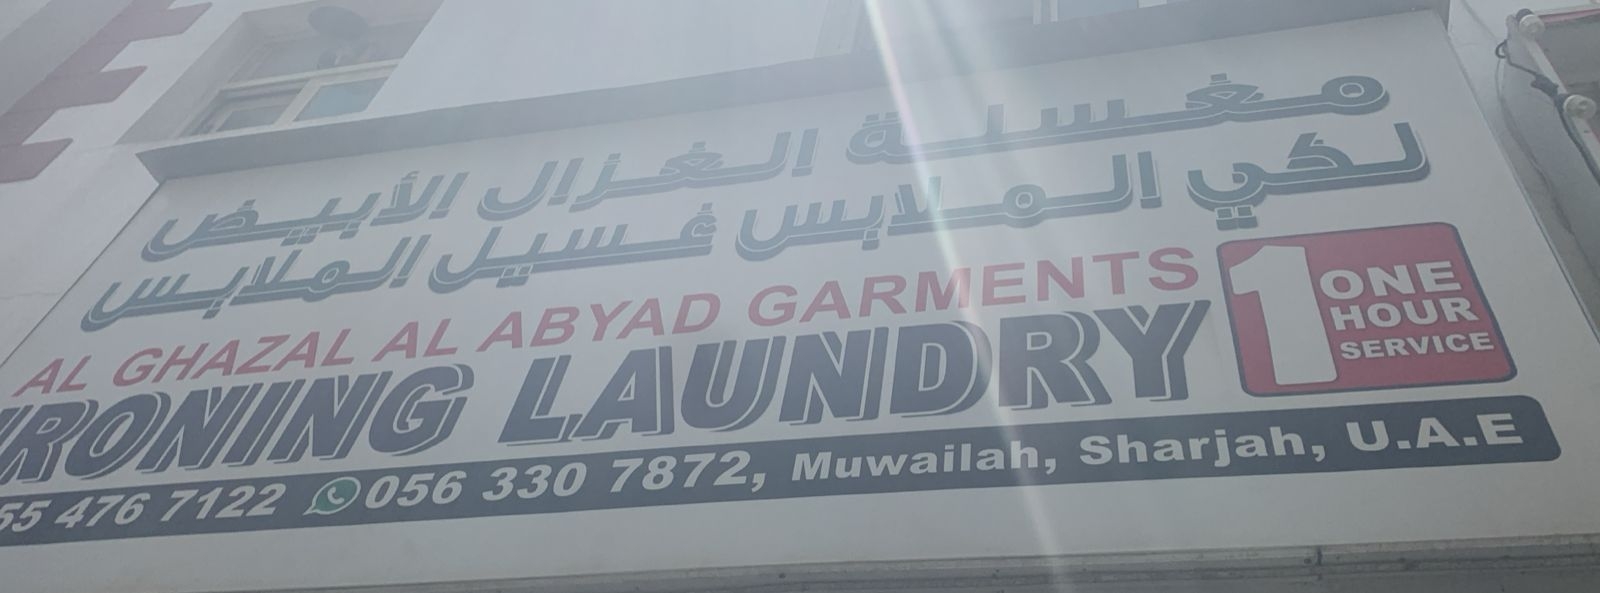 مغسلة الغزال الأبيض
لكي الملابس غسيل الملابس
AL GHAZAL AL ABYAD GARMENTS
IRONING LAUNDRY
1 ONE
HOUR
SERVICE
55 476 7122 056 330 7872, Muwailah, Sharjah, U.A.E